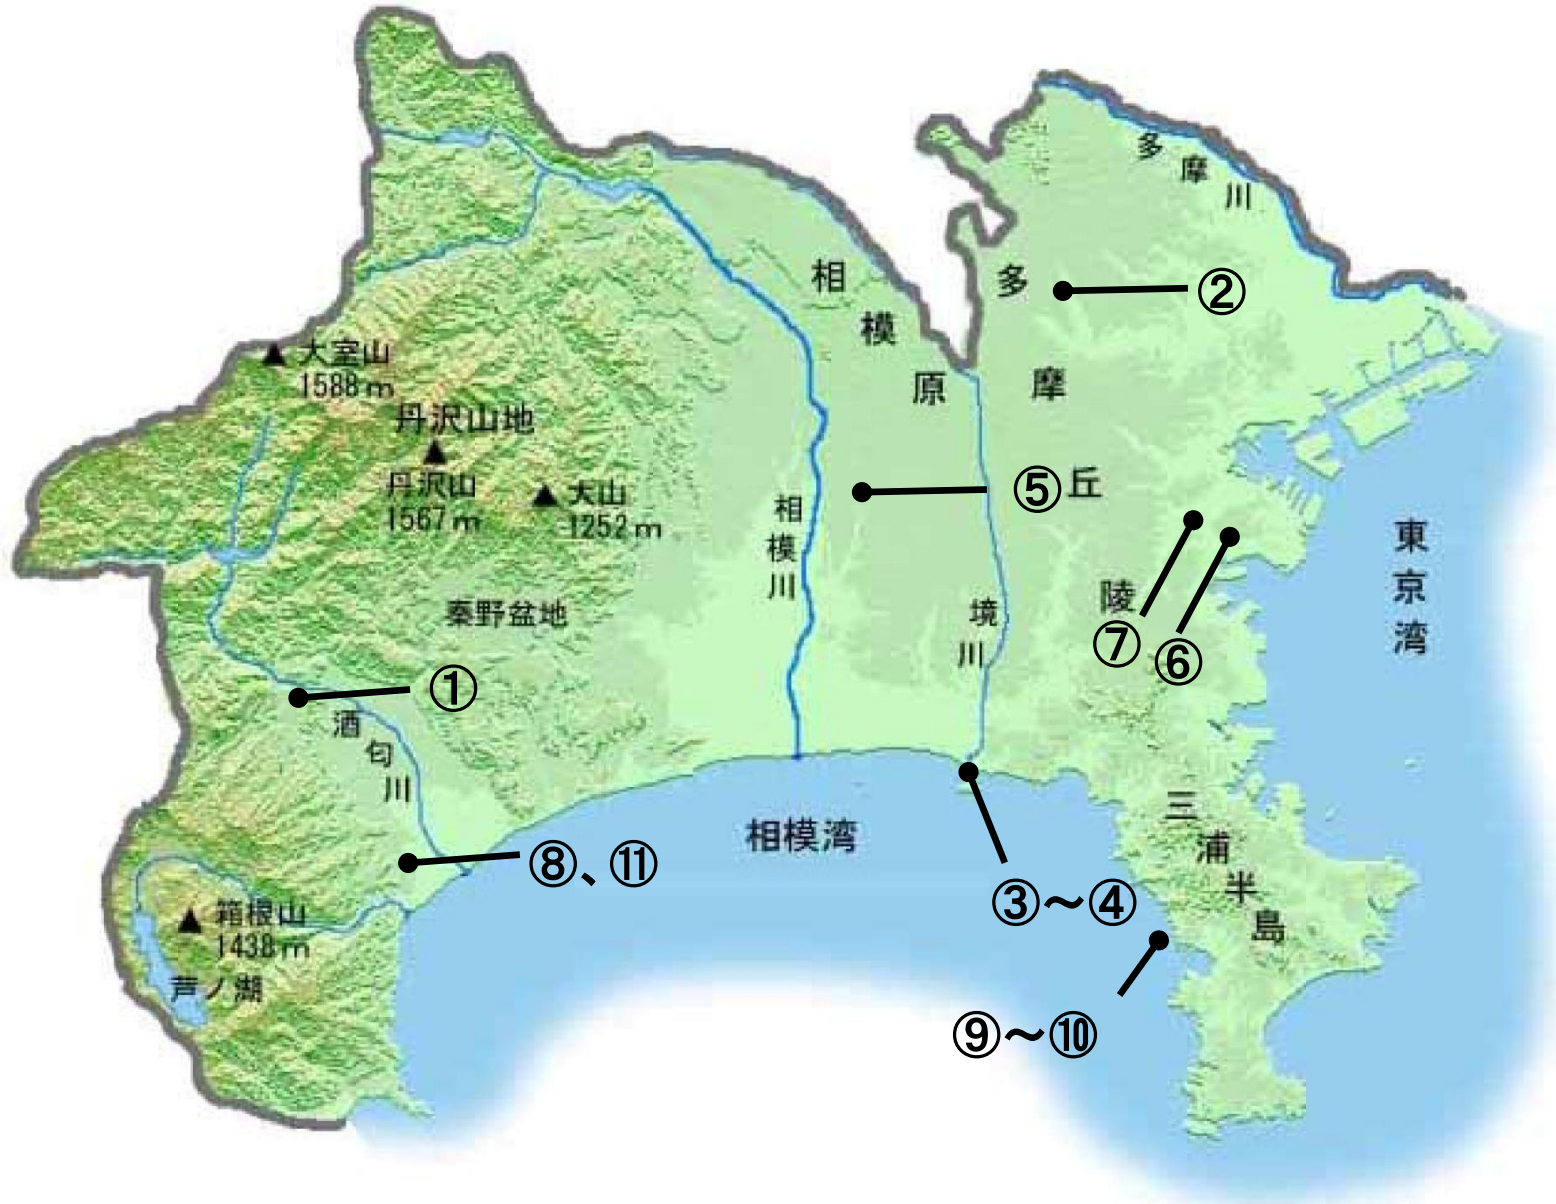 多摩川
相模原
多摩丘陵
②
大室山
1588m
丹沢山地
丹沢山
1567m
大山
1252m
⑤
相模川
東京湾
秦野盆地
境川
⑦
⑥
①
酒匂川
三浦半島
相模湾
⑧、⑪
③～④
箱根山
1438m
芦ノ湖
⑨～⑩